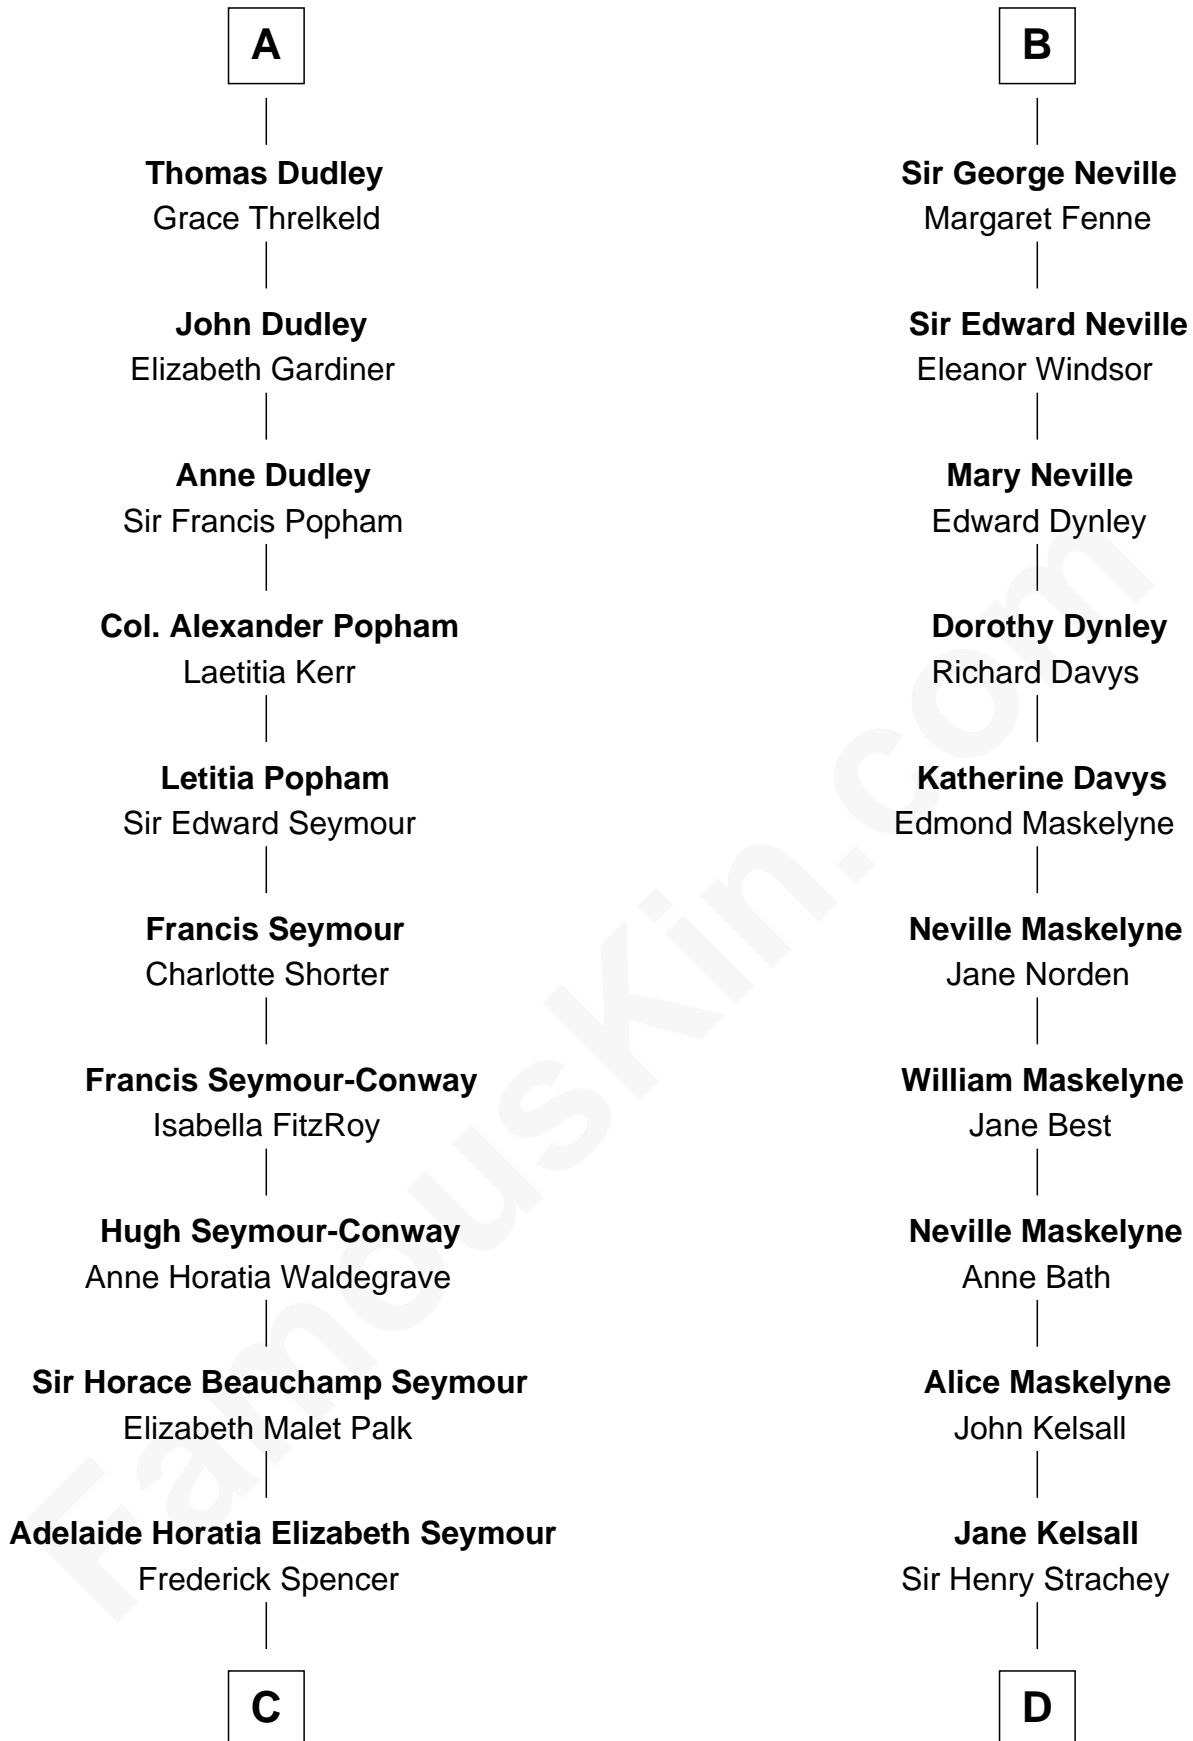 A
Thomas Dudley
Grace Threlkeld
John Dudley
Elizabeth Gardiner
Anne Dudley
Sir Francis Popham
Col. Alexander Popham
Laetitia Kerr
Letitia Popham
Sir Edward Seymour
Francis Seymour
Charlotte Shorter
Francis Seymour-Conway
Isabella FitzRoy
Hugh Seymour-Conway
Anne Horatia Waldegrave
Sir Horace Beauchamp Seymour
Elizabeth Malet Palk
Adelaide Horatia Elizabeth Seymour
Frederick Spencer
C
B
Sir George Neville
Margaret Fenne
Sir Edward Neville
Eleanor Windsor
Mary Neville
Edward Dynley
Dorothy Dynley
Richard Davys
Katherine Davys
Edmond Maskelyne
Neville Maskelyne
Jane Norden
William Maskelyne
Jane Best
Neville Maskelyne
Anne Bath
Alice Maskelyne
John Kelsall
Jane Kelsall
Sir Henry Strachey
D
FamousKin.com